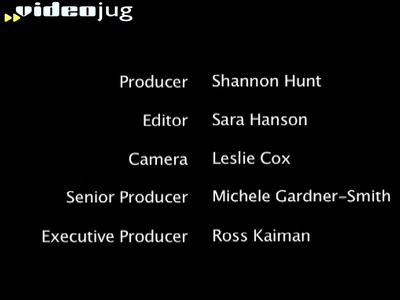 videojug
Producer Shannon Hunt
Editor Sara Hanson
Camera Leslie Cox
Senior Producer Michele Gardner-Smith
Executive Producer Ross Kaiman